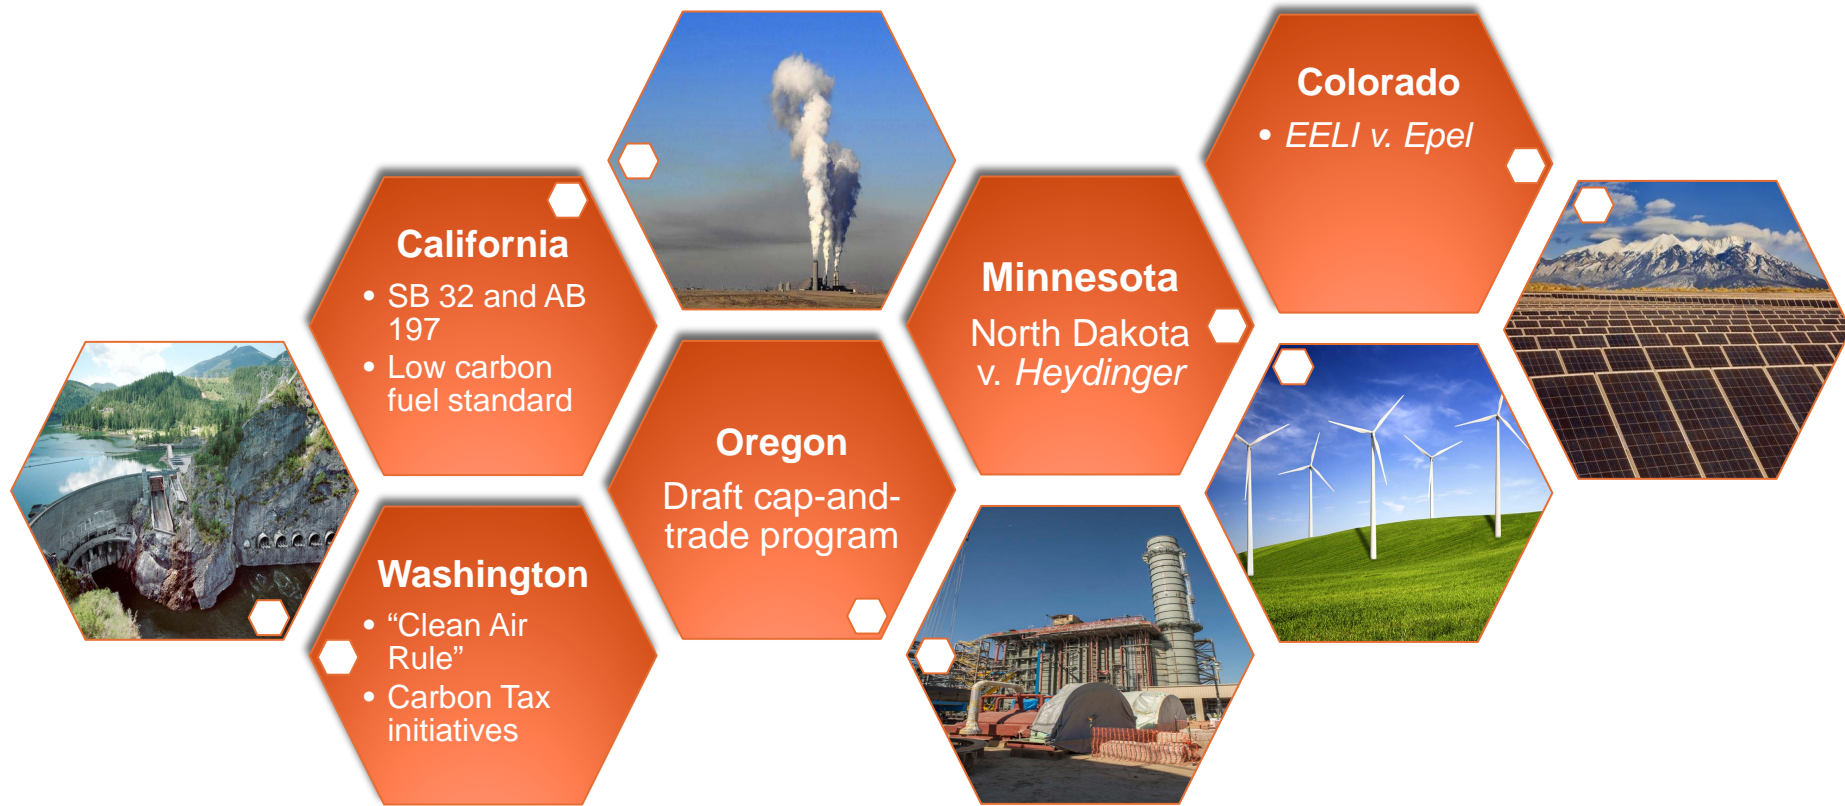 California
• SB 32 and AB
197
• Low carbon
fuel standard
Washington
• “Clean Air
Rule”
• Carbon Tax
initiatives
Oregon
Draft cap-and-
trade program
Minnesota
North Dakota
v. Heydinger
Colorado
• EELI v. Epel